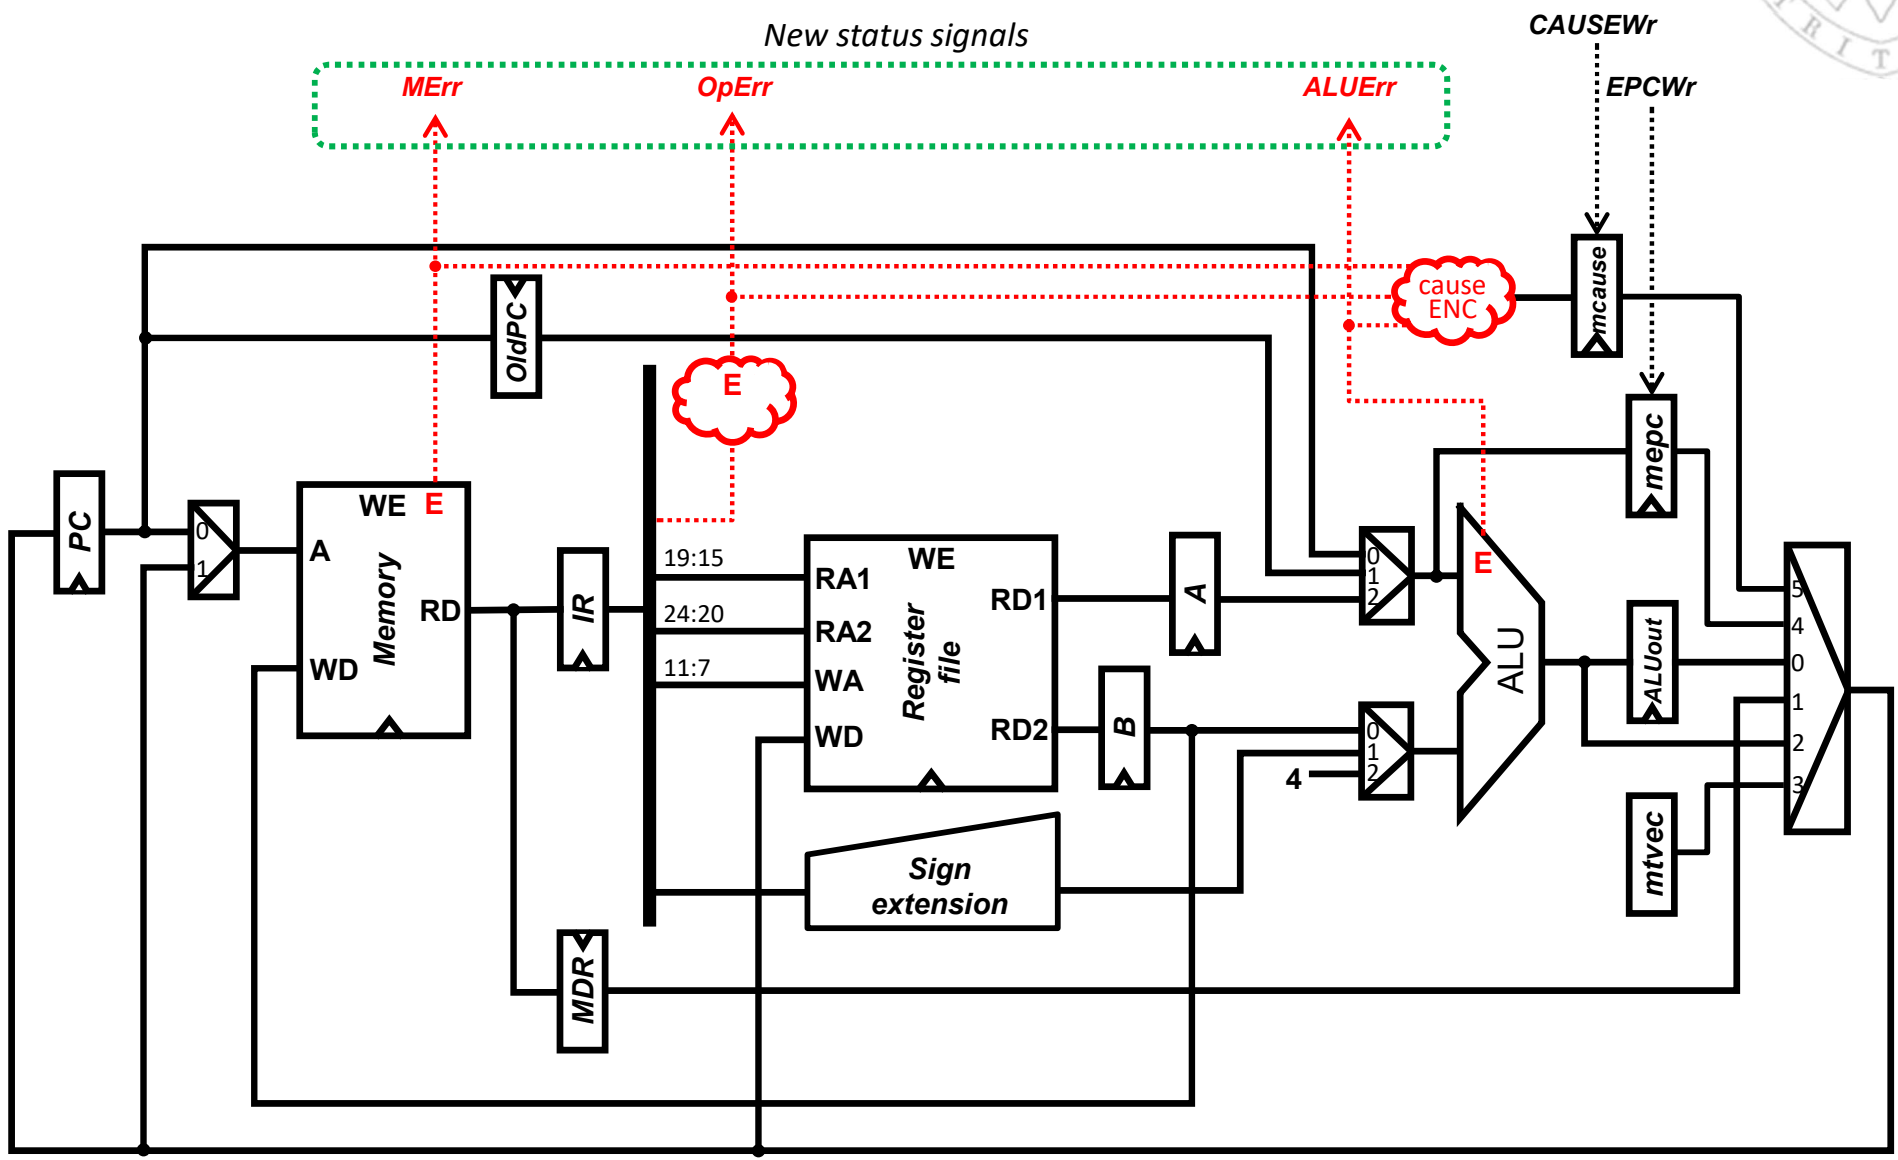 CAUSEWr
New status signals
MErr
OpErr
ALUErr
EPCWr
R I T
cause
ENC
mcause
OldPC
E
mepc
PC
0
1
WE
E
A
Memory
RD
WD
IR
19:15
24:20
11:7
WE
RA1
RA2
WA
WD
Register
file
RD1
RD2
A
B
0
1
2
0
1
2
4
E
ALU
ALUout
5
4
0
1
2
3
mtvec
Sign
extension
MDR